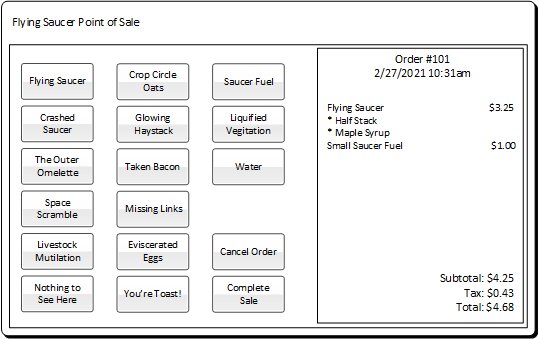 Flying Saucer Point of Sale
Flying Saucer
Crop Circle
Oats
Saucer Fuel
Crashed
Saucer
Glowing
Haystack
Liquified
Vegitation
The Outer
Omelette
Taken Bacon
Water
Space
Scramble
Missing Links
Livestock
Mutilation
Eviscerated
Eggs
Cancel Order
Nothing to
See Here
You're Toast!
Complete
Sale
Order #101
2/27/2021 10:31am
Flying Saucer $3.25
* Half Stack
* Maple Syrup
Small Saucer Fuel $1.00
Subtotal: $4.25
Tax: $0.43
Total: $4.68